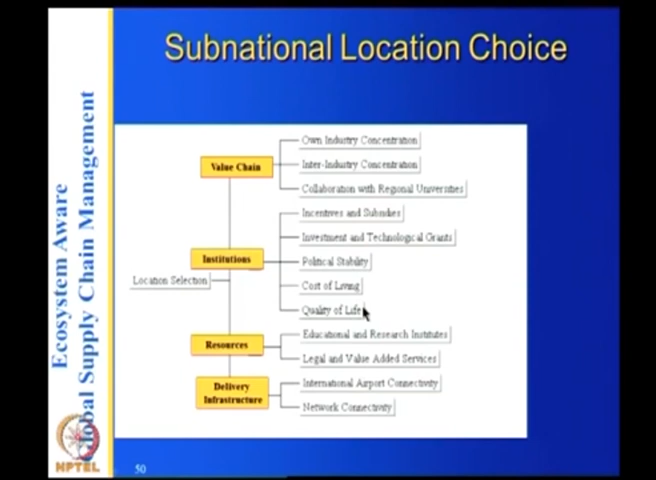 Subnational Location Choice
Ecosystem Aware
Global Supply Chain Management
Value Chain
Own Industry Concentration
Inter-Industry Concentration
Collaboration with Regional Universities
Institutions
Incentives and Subsidies
Investment and Technological Grants
Political Stability
Cost of Living
Quality of Life
Location Selection
Resources
Educational and Research Institutes
Legal and Value Added Services
Delivery
Infrastructure
International Airport Connectivity
Network Connectivity
NPTEL
50